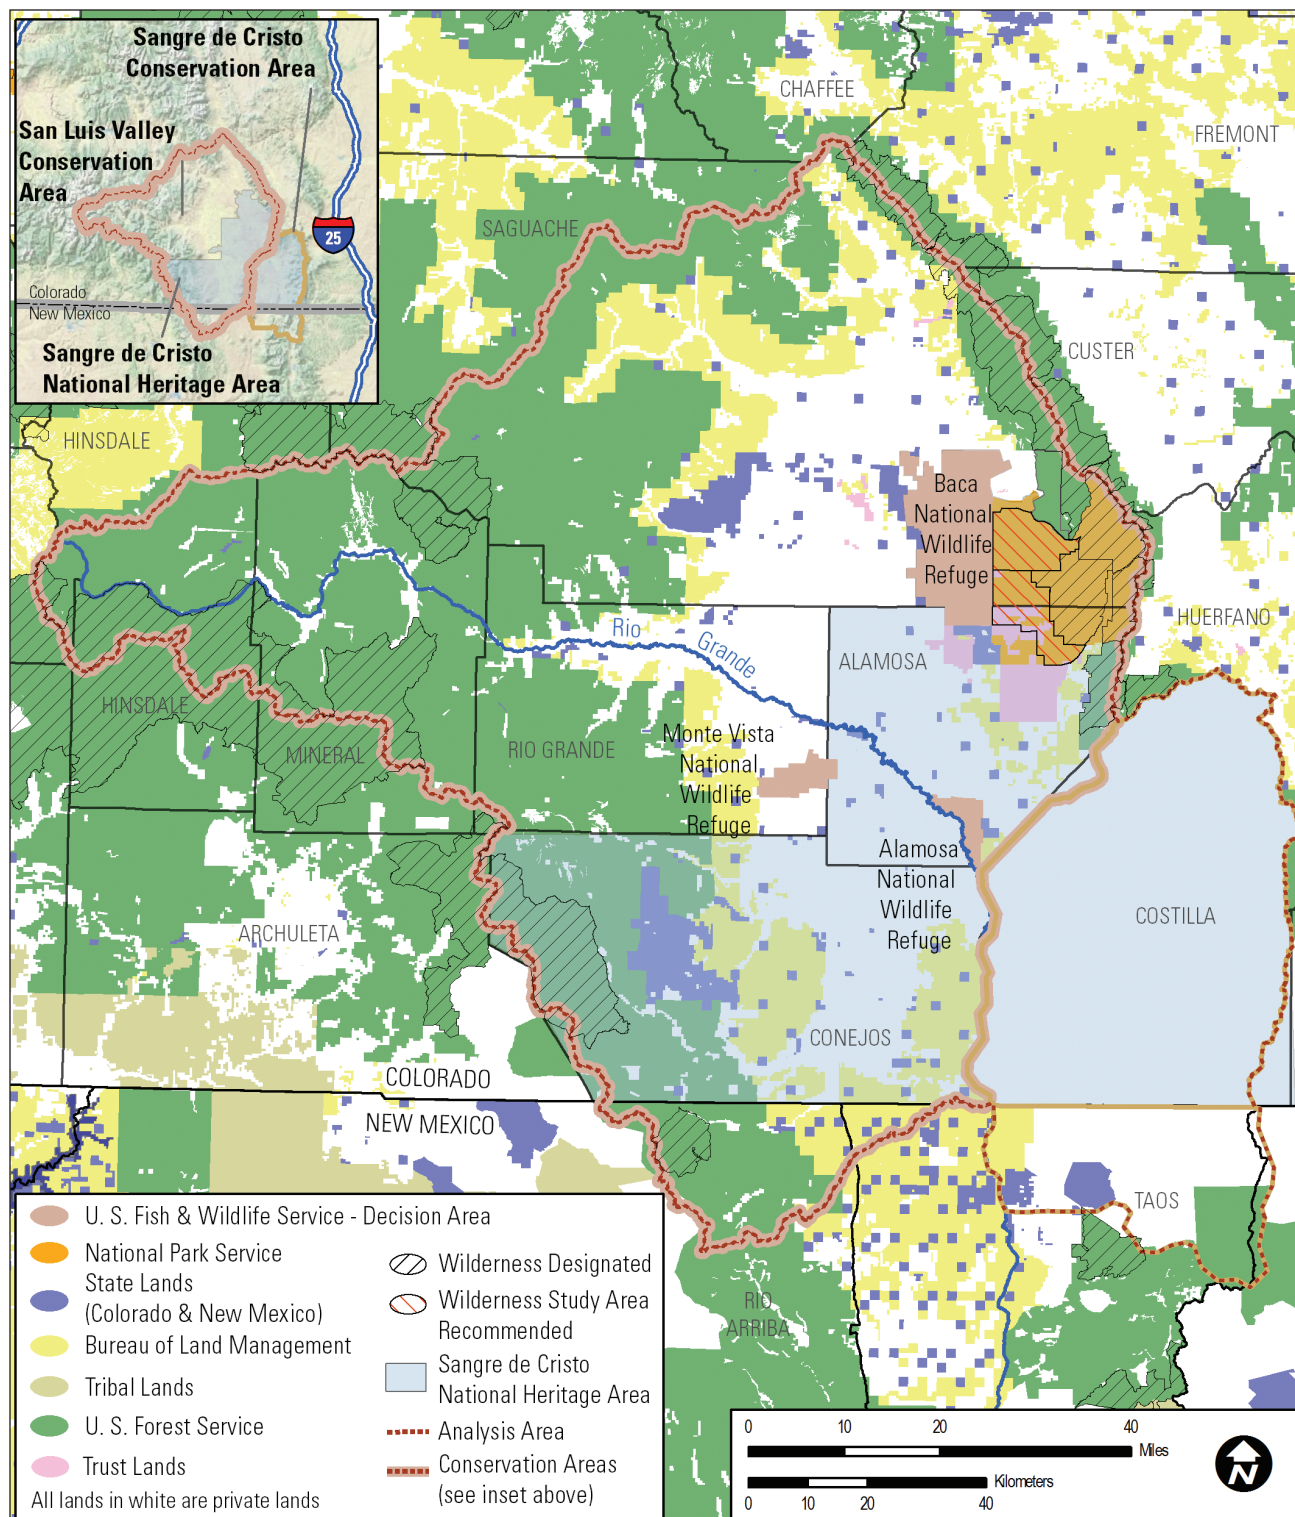 Sangre de Cristo
Conservation Area
San Luis Valley
Conservation
Area
25
Colorado
New Mexico
Sangre de Cristo
National Heritage Area
CHAFFEE
FREMONT
SAGUACHE
CUSTER
HINSDALE
Baca
National
Wildlife
Refuge
HUERFANO
Rio
Grande
ALAMOSA
HINSDALE
MINERAL
RIO GRANDE
Monte Vista
National
Wildlife
Refuge
Alamosa
National
Wildlife
Refuge
COSTILLA
ARCHULETA
CONEJOS
COLORADO
NEW MEXICO
TAOS
RIO
ARRIBA
U. S. Fish & Wildlife Service - Decision Area
National Park Service
State Lands
(Colorado & New Mexico)
Bureau of Land Management
Tribal Lands
U. S. Forest Service
Trust Lands
All lands in white are private lands
Wilderness Designated
Wilderness Study Area
Recommended
Sangre de Cristo
National Heritage Area
Analysis Area
Conservation Areas
(see inset above)
0 10 20 40
Miles
Kilometers
0 10 20 40
N